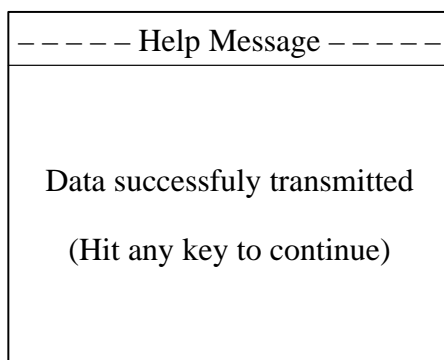 – – – – – Help Message – – – – –
Data successfuly transmitted
(Hit any key to continue)